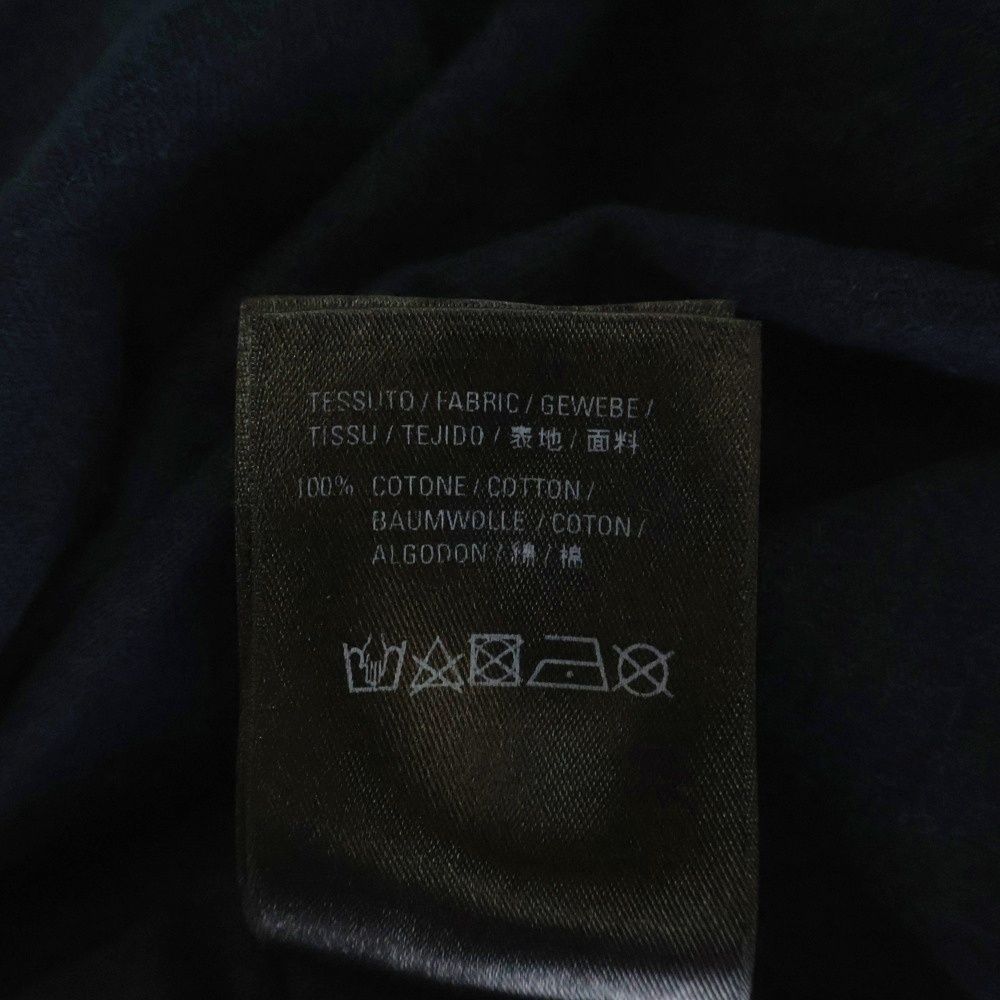 TESSUTO / FABRIC / GEWEBE /
TISSU / TEJIDO / 表地 / 面料
100% COTONE / COTTON /
BAUMWOLLE / COTON /
ALGODON / 綿 / 棉